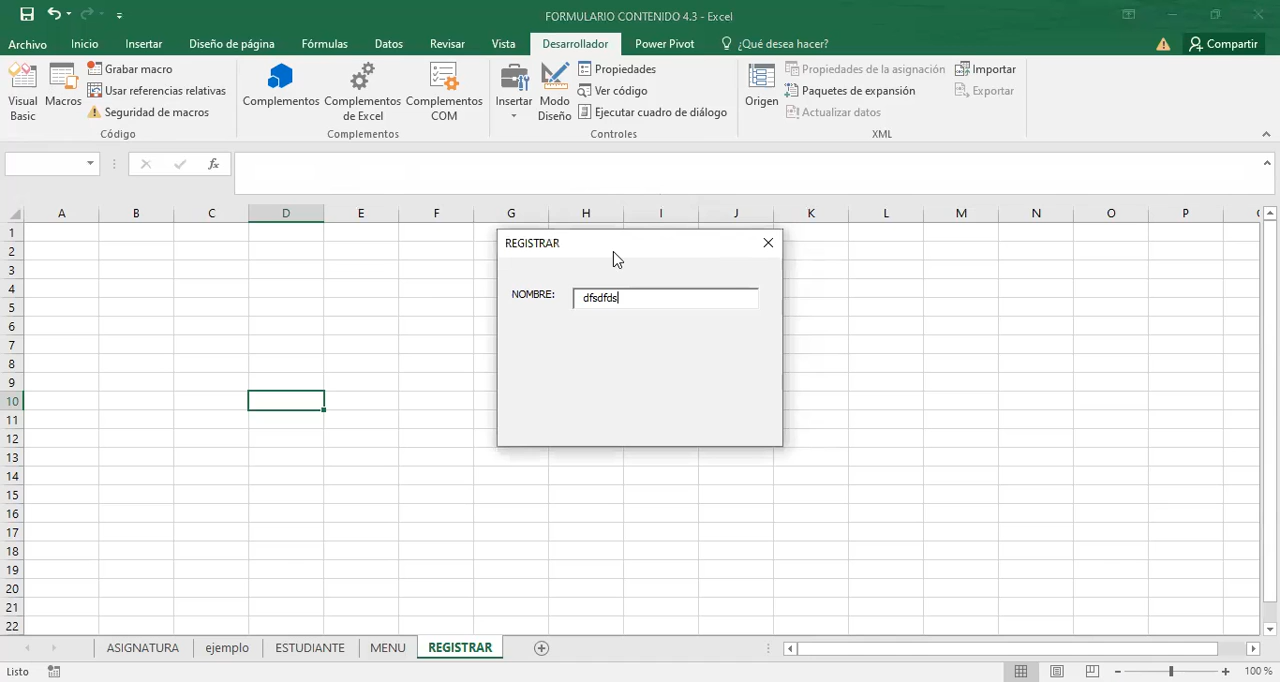 FORMULARIO CONTENIDO 4.3 - Excel
Archivo Inicio Insertar Diseño de página Fórmulas Datos Revisar Vista Desarrollador Power Pivot ¿Qué desea hacer? Compartir
Visual Basic
Macros
Grabar macro
Usar referencias relativas
Seguridad de macros
Código
Complementos
Complementos de Excel
Complementos COM
Complementos
Insertar
Modo Diseño
Propiedades
Ver código
Ejecutar cuadro de diálogo
Controles
Origen
Propiedades de la asignación
Paquetes de expansión
Actualizar datos
Importar
Exportar
XML
fx
A B C D E F G H I J K L M N O P
1
2
3
4
5
6
7
8
9
10
11
12
13
14
15
16
17
18
19
20
21
22
REGISTRAR
NOMBRE: dfsdfds
ASIGNATURA ejemplo ESTUDIANTE MENU REGISTRAR
Listo
100 %